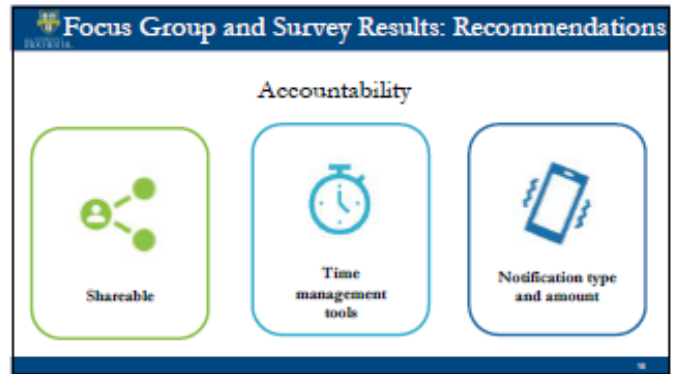 Focus Group and Survey Results: Recommendations
Accountability
Shareable
Time
management
tools
Notification type
and amount